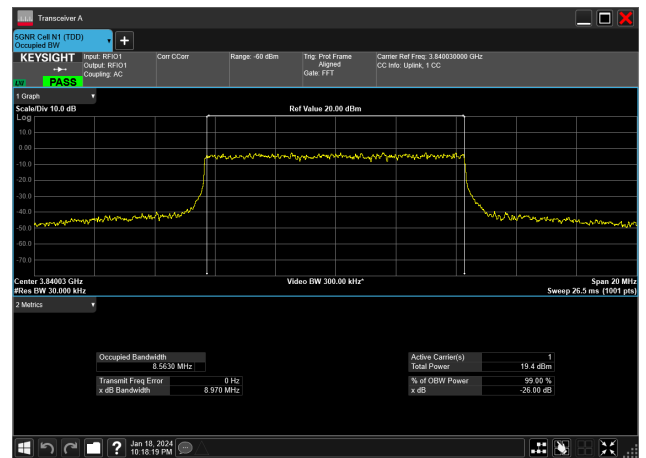 Transceiver A
5GNR Cell N1 (TDD)
Occupied BW
KEYSIGHT
PASS
Input: RFIO1
Output: RFIO1
Coupling: AC
Corr CCorr
Range: -60 dBm
Trig: Prot Frame
Aligned
Gate: FFT
Carrier Ref Freq: 3.840030000 GHz
CC Info: Uplink, 1 CC
1 Graph
Scale/Div 10.0 dB
Ref Value 20.00 dBm
Log
10.0
0.00
-10.0
-20.0
-30.0
-40.0
-50.0
-60.0
-70.0
Center 3.84003 GHz
Video BW 300.00 kHz*
Span 20 MHz
#Res BW 30.000 kHz
Sweep 26.5 ms (1001 pts)
2 Metrics
Occupied Bandwidth
8.5630 MHz
Transmit Freq Error 0 Hz
x dB Bandwidth 8.970 MHz
Active Carrier(s) 1
Total Power 19.4 dBm
% of OBW Power 99.00 %
x dB -26.00 dB
Jan 18, 2024
10:18:19 PM